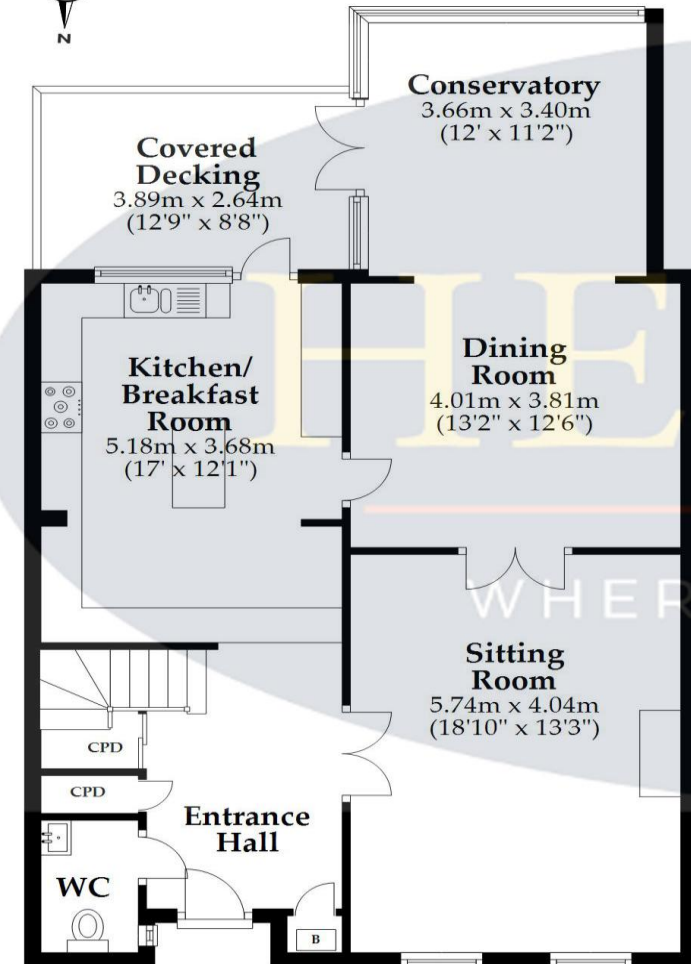 N
Conservatory
3.66m x 3.40m
(12' x 11'2")
Covered
Decking
3.89m x 2.64m
(12'9" x 8'8")
HE
Kitchen/
Breakfast
Room
5.18m x 3.68m
(17' x 12'1")
Dining
Room
4.01m x 3.81m
(13'2" x 12'6")
WHER
Sitting
Room
5.74m x 4.04m
(18'10" x 13'3")
CPD
CPD
Entrance
Hall
WC
B